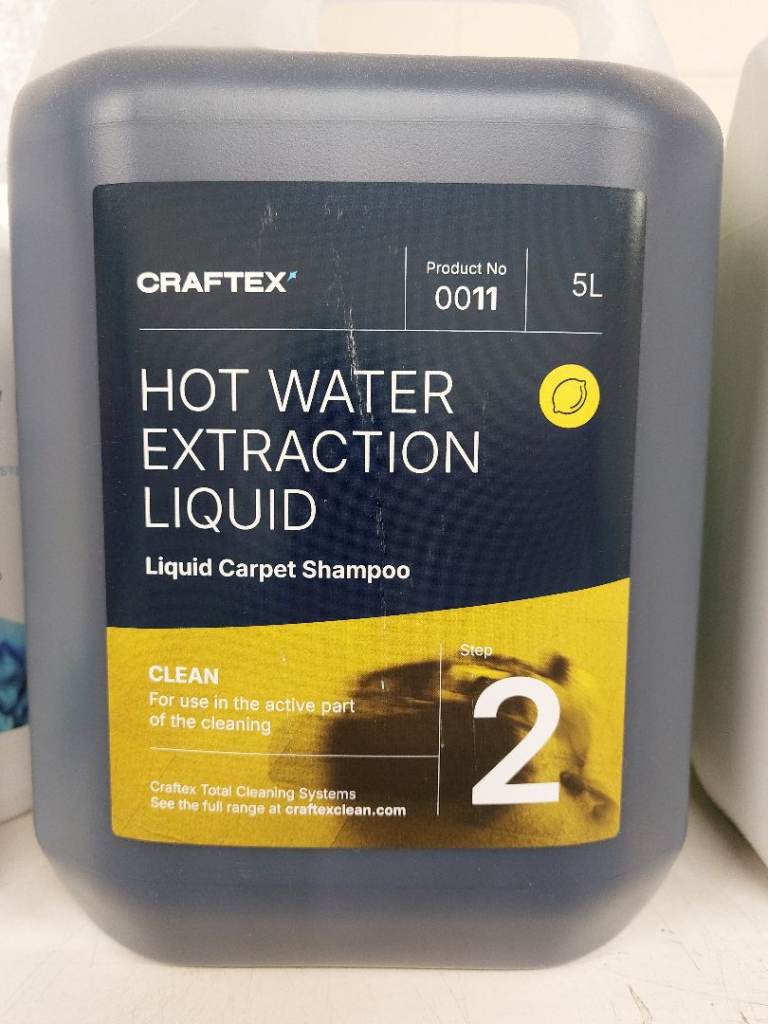 CRAFTEX
Product No
0011
5L
HOT WATER
EXTRACTION
LIQUID
Liquid Carpet Shampoo
CLEAN
For use in the active part
of the cleaning
Step
2
Craftex Total Cleaning Systems
See the full range at craftexclean.com